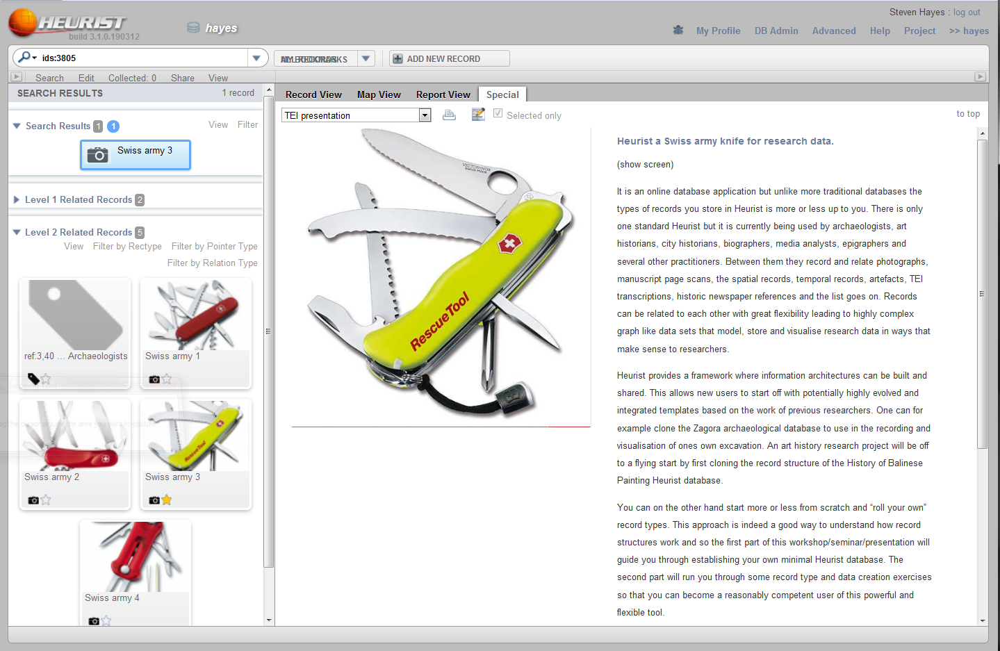 HEURIST
build 3.1.0.190312
hayes
Steven Hayes : log out
My Profile DB Admin Advanced Help Project >> hayes
ids:3805
ADD NEW RECORD
Search Edit Collected: 0 Share View
SEARCH RESULTS 1 record
Search Results 1 1 View Filter
Swiss army 3
Level 1 Related Records 2
Level 2 Related Records 5
View Filter by Rectype Filter by Pointer Type
Filter by Relation Type
ref:3,40 ... Archaeologists
Swiss army 1
Swiss army 2
Swiss army 3
Swiss army 4
Record View Map View Report View Special
TEI presentation Selected only to top
VICTORINOX
RescueTool
Heurist a Swiss army knife for research data.
(show screen)
It is an online database application but unlike more traditional databases the
types of records you store in Heurist is more or less up to you. There is only
one standard Heurist but it is currently being used by archaeologists, art
historians, city historians, biographers, media analysts, epigraphers and
several other practitioners. Between them they record and relate photographs,
manuscript page scans, the spatial records, temporal records, artefacts, TEI
transcriptions, historic newspaper references and the list goes on. Records
can be related to each other with great flexibility leading to highly complex
graph like data sets that model, store and visualise research data in ways that
make sense to researchers.
Heurist provides a framework where information architectures can be built and
shared. This allows new users to start off with potentially highly evolved and
integrated templates based on the work of previous researchers. One can for
example clone the Zagora archaeological database to use in the recording and
visualisation of ones own excavation. An art history research project will be off
to a flying start by first cloning the record structure of the History of Balinese
Painting Heurist database.
You can on the other hand start more or less from scratch and “roll your own”
record types. This approach is indeed a good way to understand how record
structures work and so the first part of this workshop/seminar/presentation will
guide you through establishing your own minimal Heurist database. The
second part will run you through some record type and data creation exercises
so that you can become a reasonably competent user of this powerful and
flexible tool.